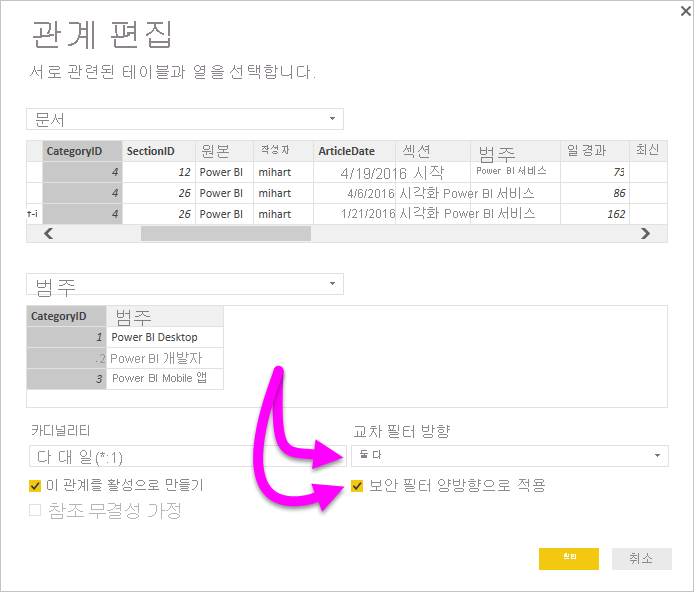 관계 편집
서로 관련된 테이블과 열을 선택합니다.
문서
CategoryID SectionID 원본 작성자 ArticleDate 섹션 범주 일 경과 최신
4 12 Power BI mihart 4/19/2016 시작 Power BI 서비스 73
4 26 Power BI mihart 4/6/2016 시각화 Power BI 서비스 86
т-i 4 26 Power BI mihart 1/21/2016 시각화 Power BI 서비스 162
범주
CategoryID 범주
1 Power BI Desktop
.2 Power BI 개발자
3 Power BI Mobile 앱
카디널리티 교차 필터 방향
다 대 일(*:1) 둘 다
이 관계를 활성으로 만들기 보안 필터 양방향으로 적용
참조 무결성 가정
확인 취소